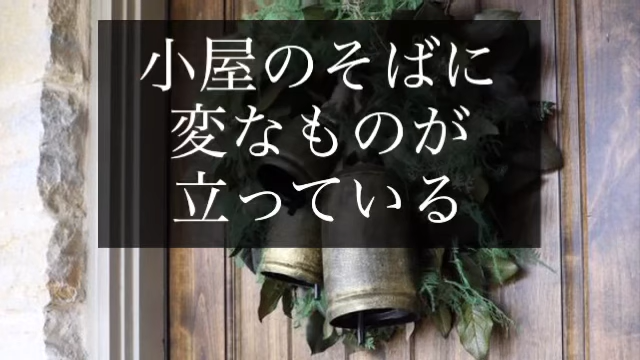 小屋のそばに
変なものが
立っている